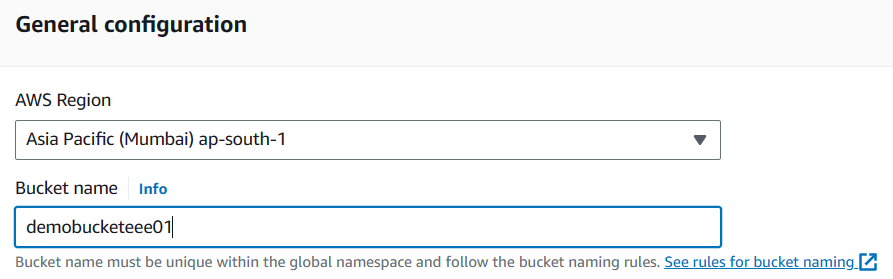 General configuration
AWS Region
Asia Pacific (Mumbai) ap-south-1
Bucket name Info
demobucketeee01
Bucket name must be unique within the global namespace and follow the bucket naming rules. See rules for bucket naming